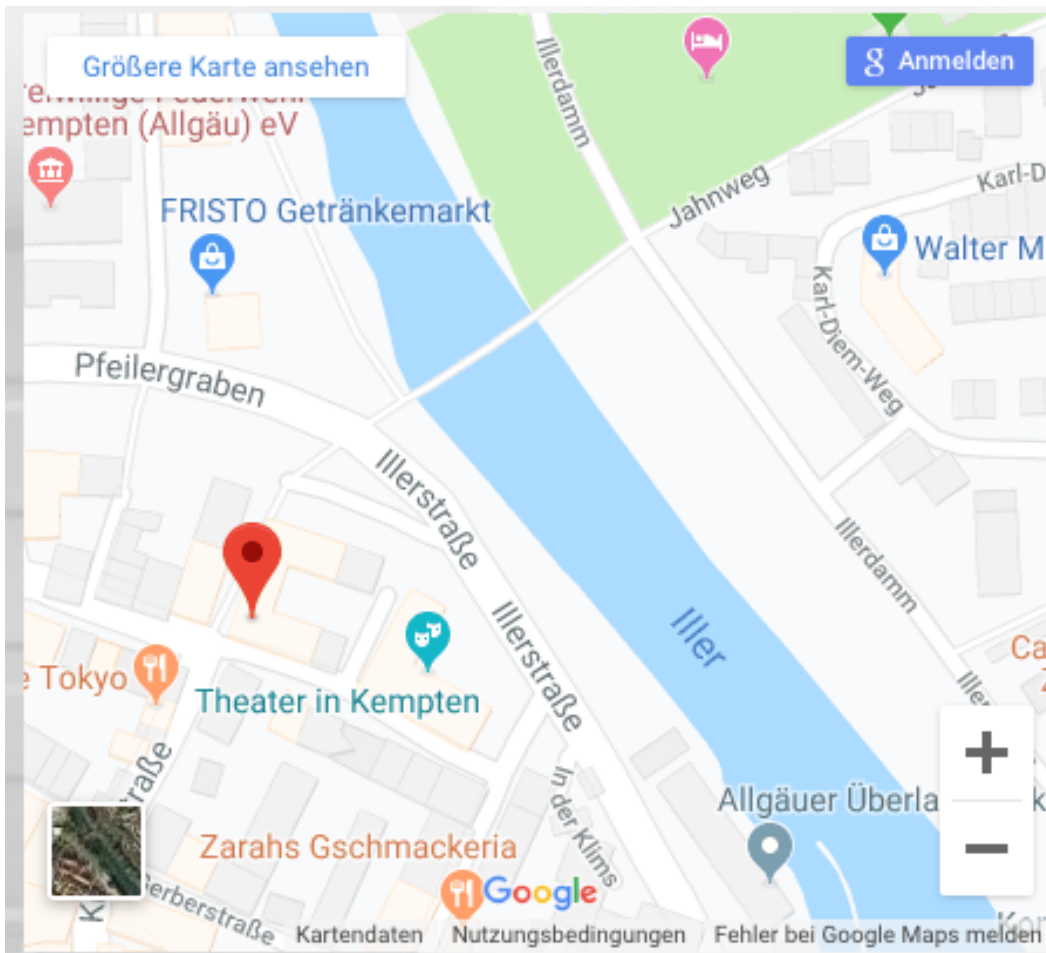 Größere Karte ansehen
Anmelden
Illerdamm
Kempten (Allgäu) eV
Jahnweg
FRISTO Getränkemarkt
Walter M
Karl-D
Karl-Diem-Weg
Pfeilergraben
Illerstraße
Illerdamm
Illerstraße
Iller
Tokyo
Theater in Kempten
Ca
In der Klims
Allgäuer Überla
Zarahs Gschmackeria
Gerberstraße
Google
Kartendaten
Nutzungsbedingungen
Fehler bei Google Maps melden